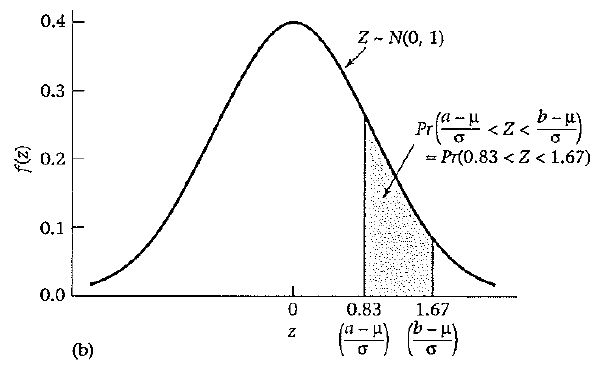 0.4
0.3
0.2
0.1
0.0
f(z)
Z ~ N(0, 1)
Pr(a – μ / σ < Z < b – μ / σ)
= Pr(0.83 < Z < 1.67)
0 0.83 1.67
z (a – μ / σ) (b – μ / σ)
(b)